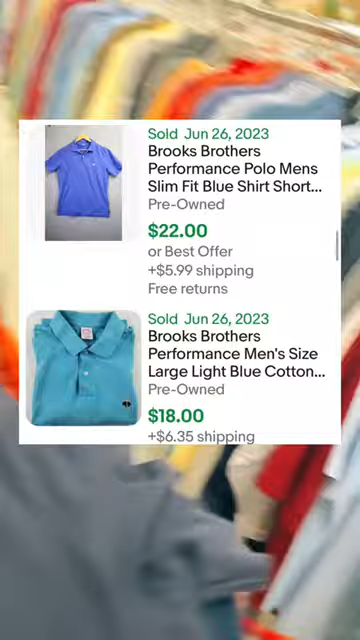 Sold Jun 26, 2023
Brooks Brothers
Performance Polo Mens
Slim Fit Blue Shirt Short...
Pre-Owned
$22.00
or Best Offer
+$5.99 shipping
Free returns
Sold Jun 26, 2023
Brooks Brothers
Performance Men's Size
Large Light Blue Cotton...
Pre-Owned
$18.00
+$6.35 shipping